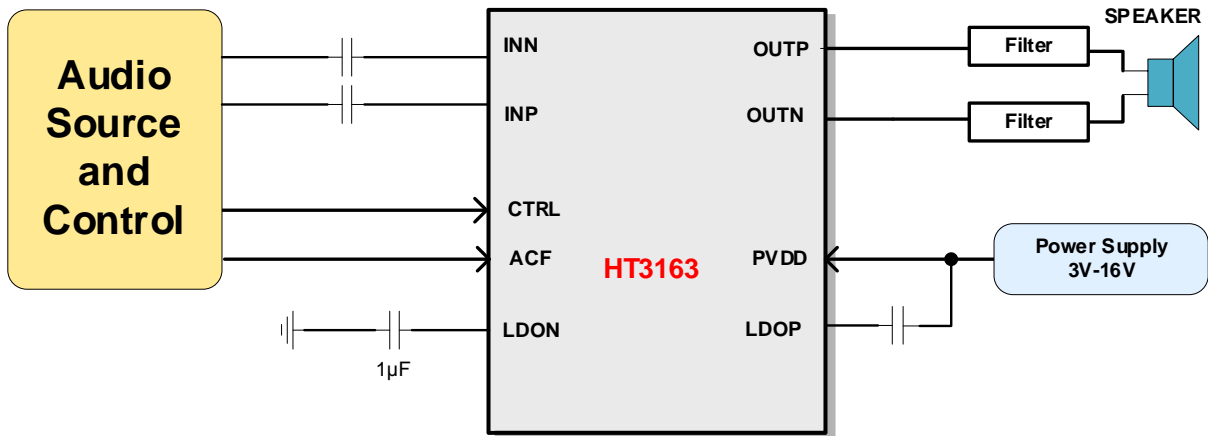 Audio
Source
and
Control
INN
INP
CTRL
ACF
LDON
1µF
HT3163
OUTP
OUTN
PVDD
LDOP
Filter
Filter
SPEAKER
Power Supply
3V-16V